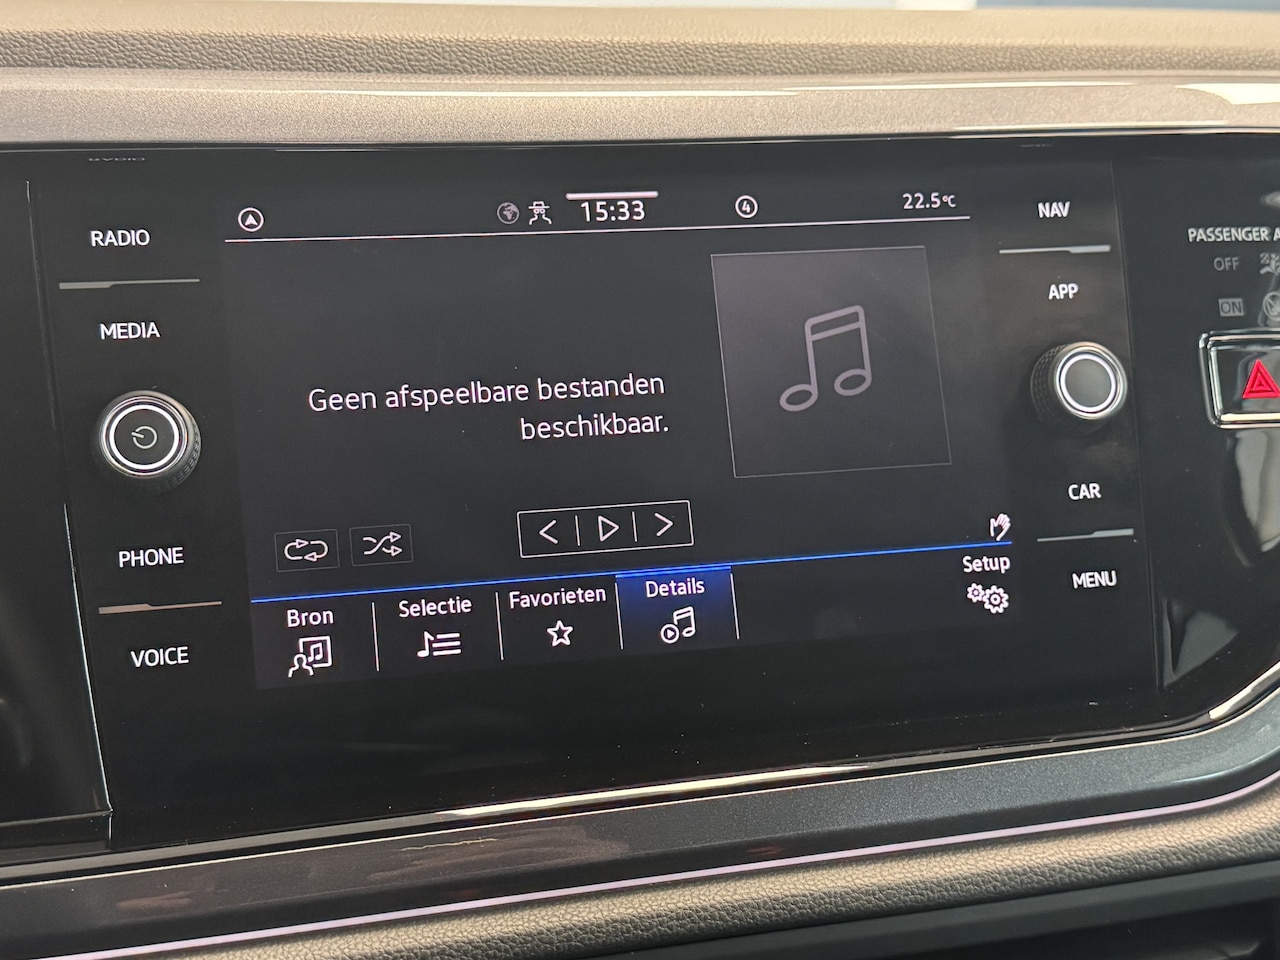 RADIO
MEDIA
PHONE
VOICE
15:33
4
22.5°C
Geen afspeelbare bestanden
beschikbaar.
Bron
Selectie
Favorieten
Details
Setup
NAV
APP
CAR
MENU
PASSENGER A
OFF
ON